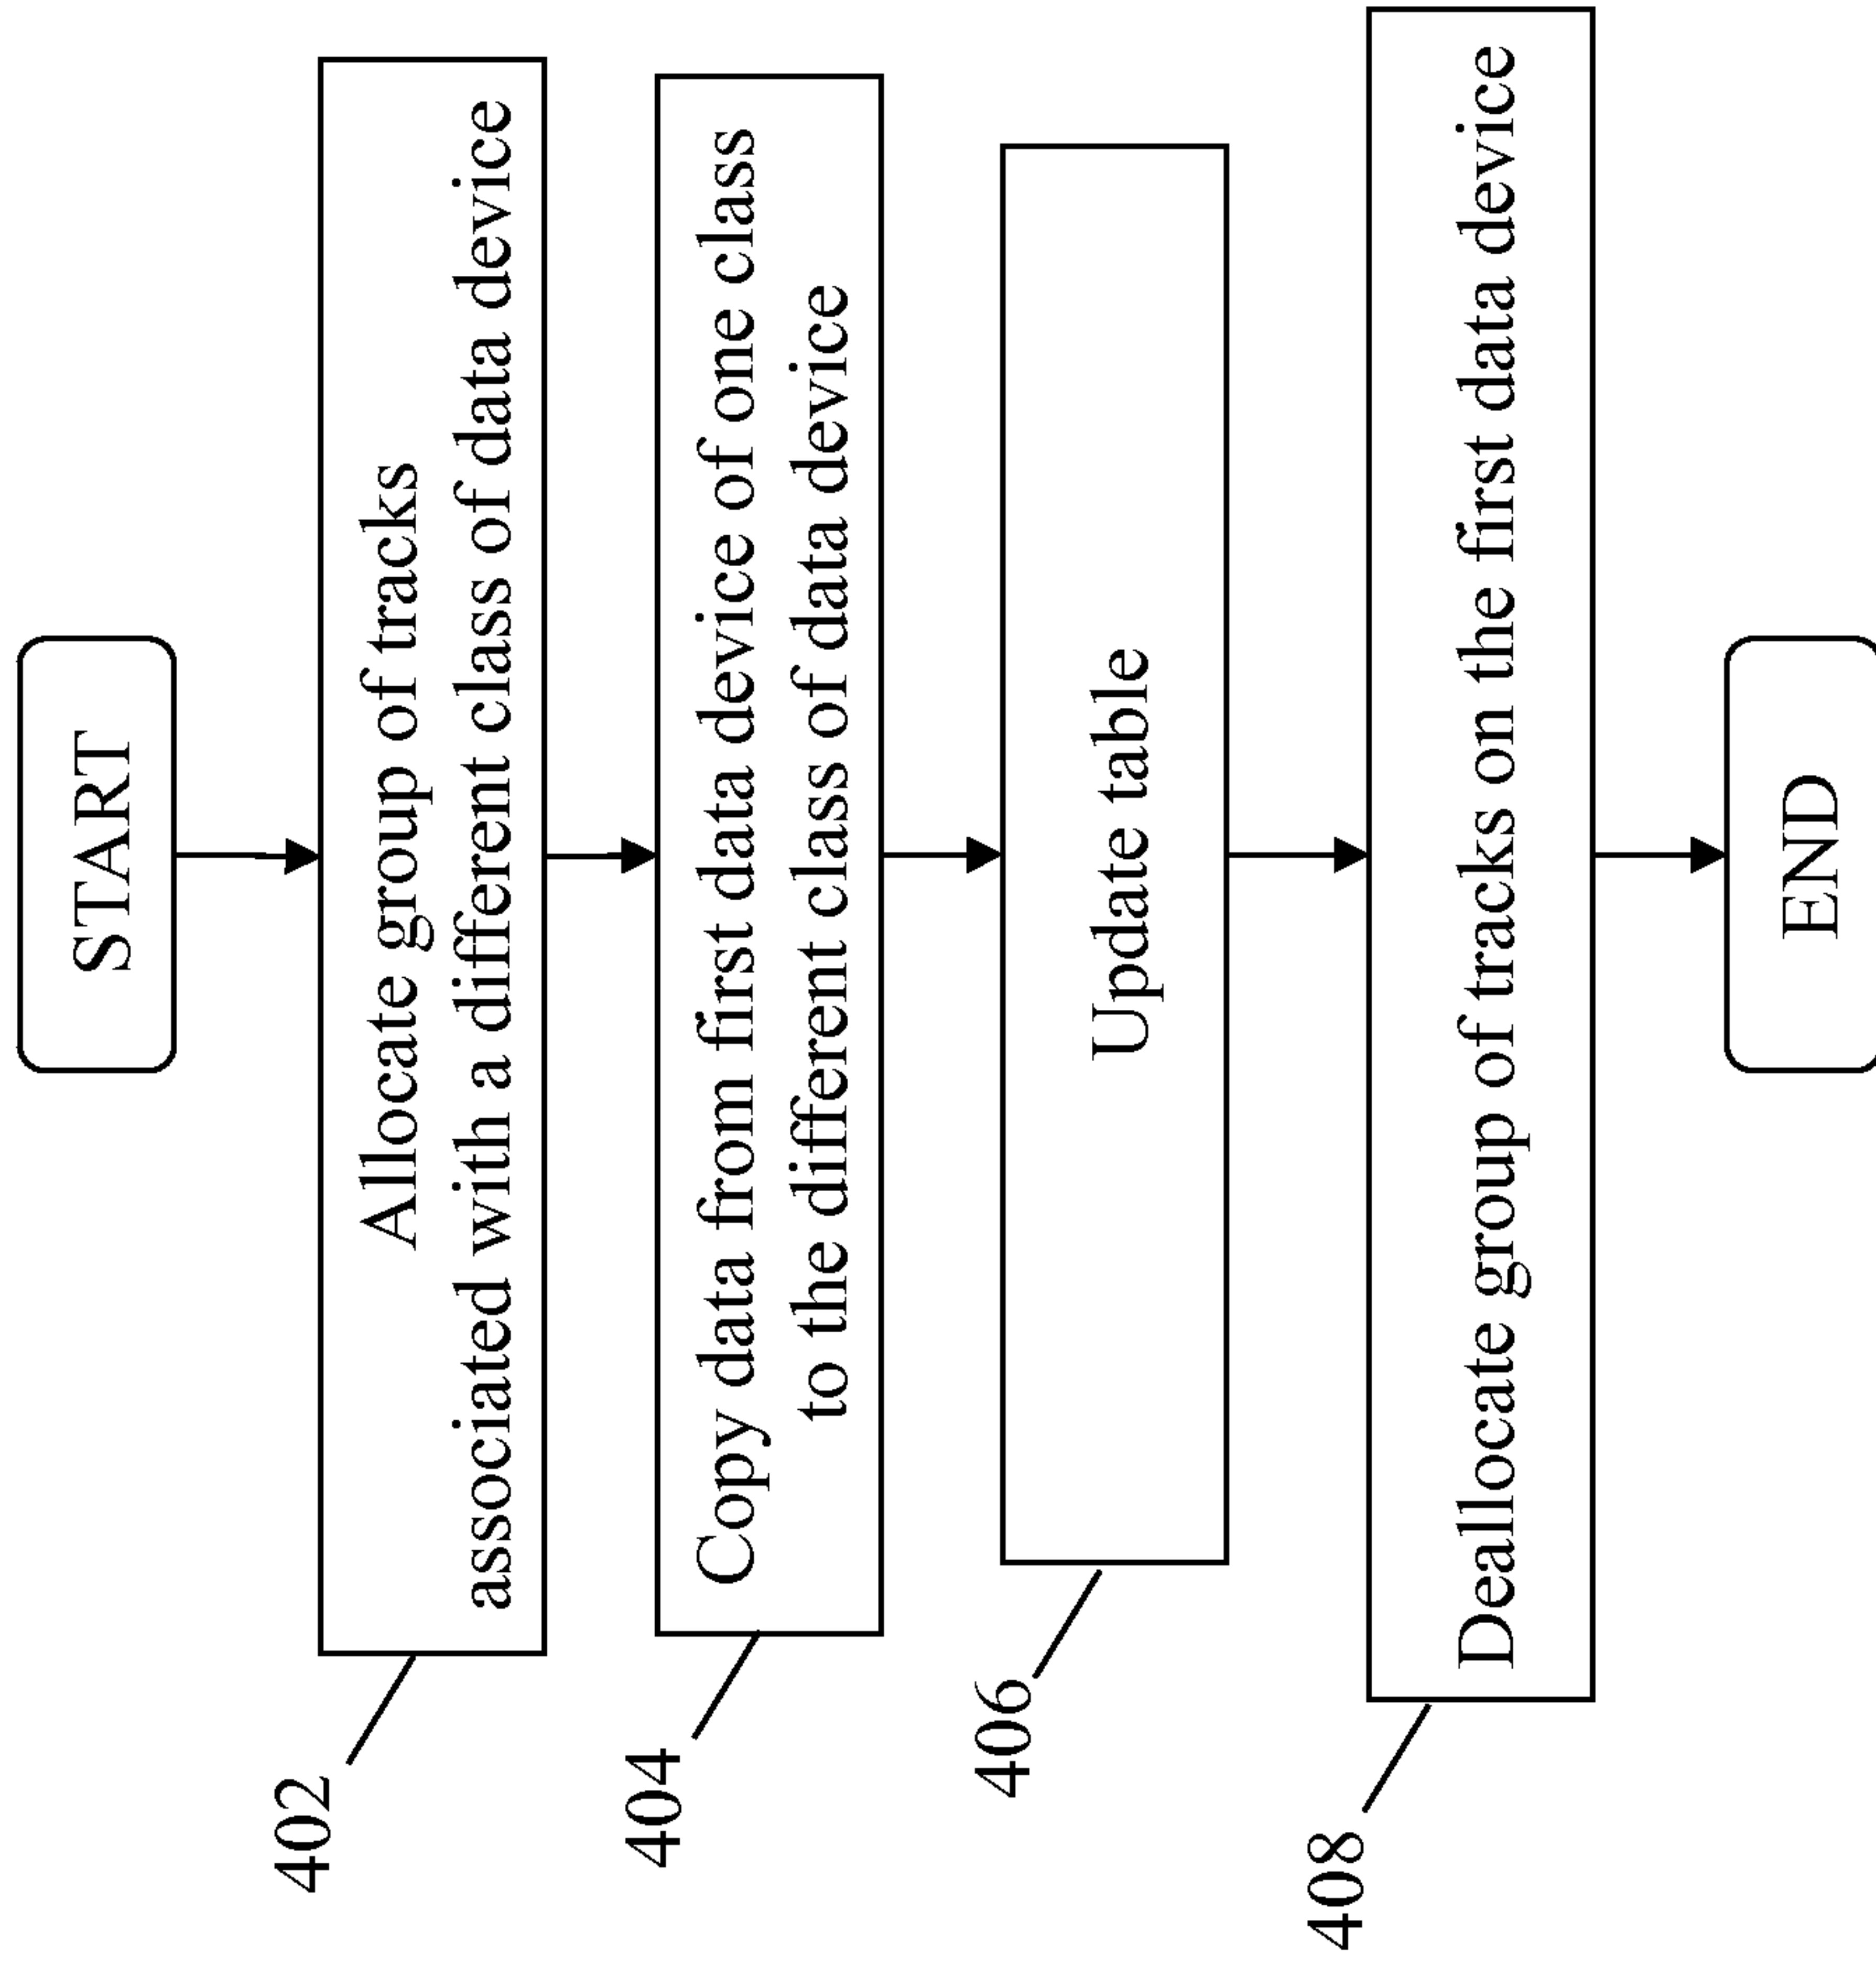 START
402
Allocate group of tracks
associated with a different class of data device
404
Copy data from first data device of one class
to the different class of data device
406
Update table
408
Deallocate group of tracks on the first data device
END